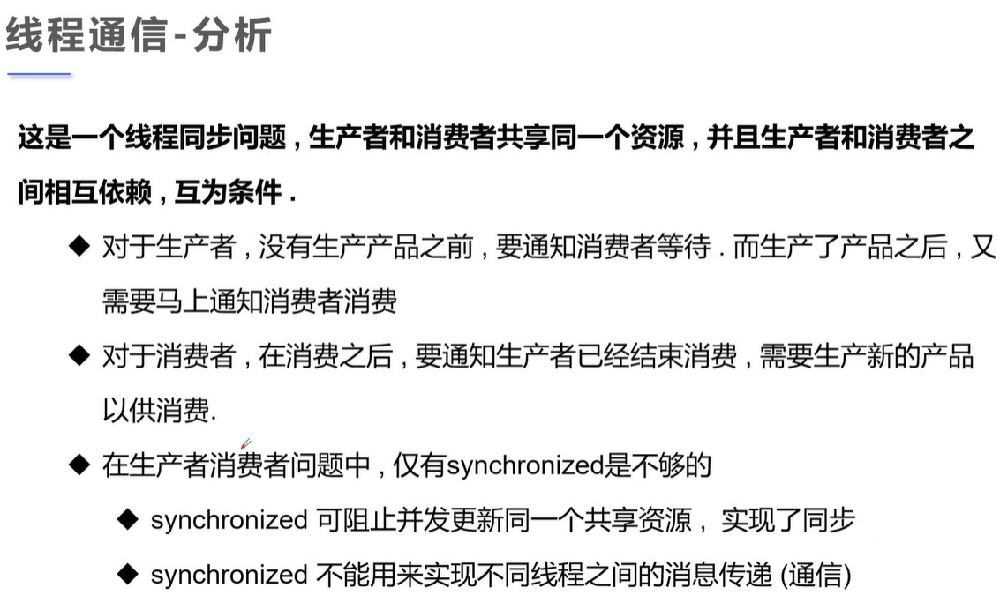 线程通信-分析
这是一个线程同步问题 , 生产者和消费者共享同一个资源 , 并且生产者和消费者之
间相互依赖 , 互为条件 .
◆ 对于生产者 , 没有生产产品之前 , 要通知消费者等待 . 而生产了产品之后 , 又
需要马上通知消费者消费
◆ 对于消费者 , 在消费之后 , 要通知生产者已经结束消费 , 需要生产新的产品
以供消费.
◆ 在生产者消费者问题中 , 仅有synchronized是不够的
◆ synchronized 可阻止并发更新同一个共享资源 , 实现了同步
◆ synchronized 不能用来实现不同线程之间的消息传递 (通信)